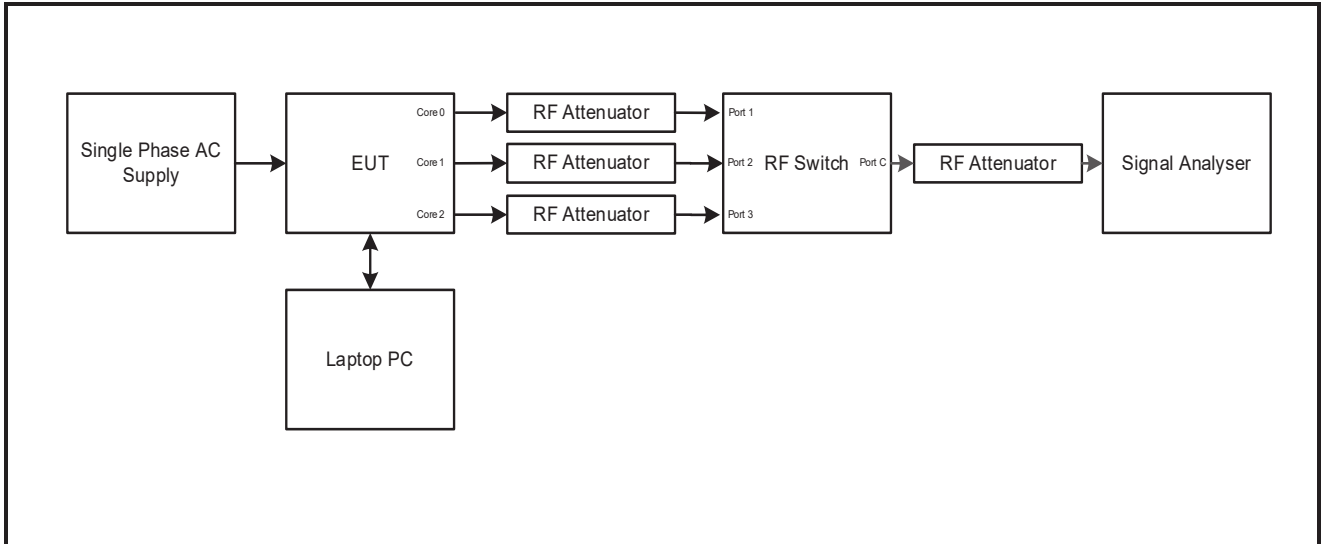 Single Phase AC
Supply
EUT
Core 0
Core 1
Core 2
RF Attenuator
RF Attenuator
RF Attenuator
Port 1
Port 2
Port 3
RF Switch
Port C
RF Attenuator
Signal Analyser
Laptop PC